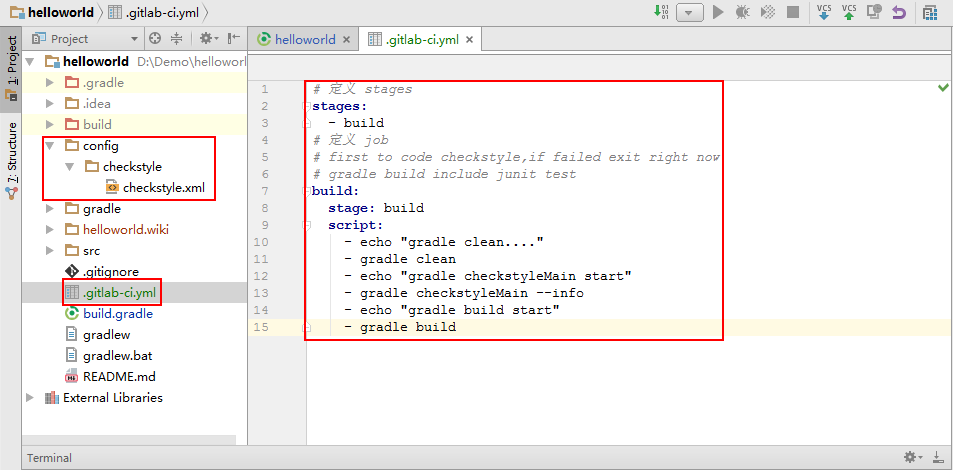 helloworld .gitlab-ci.yml
VCS VCS
1: Project
7: Structure
Project
helloworld D:\Demo\hellowor
.gradle
.idea
build
config
checkstyle
checkstyle.xml
gradle
helloworld.wiki
src
.gitignore
.gitlab-ci.yml
build.gradle
gradlew
gradlew.bat
README.md
External Libraries
helloworld .gitlab-ci.yml
1 # 定义 stages
2 stages:
3 - build
4 # 定义 job
5 # first to code checkstyle,if failed exit right now
6 # gradle build include junit test
7 build:
8 stage: build
9 script:
10 - echo "gradle clean...."
11 - gradle clean
12 - echo "gradle checkstyleMain start"
13 - gradle checkstyleMain --info
14 - echo "gradle build start"
15 - gradle build
Terminal